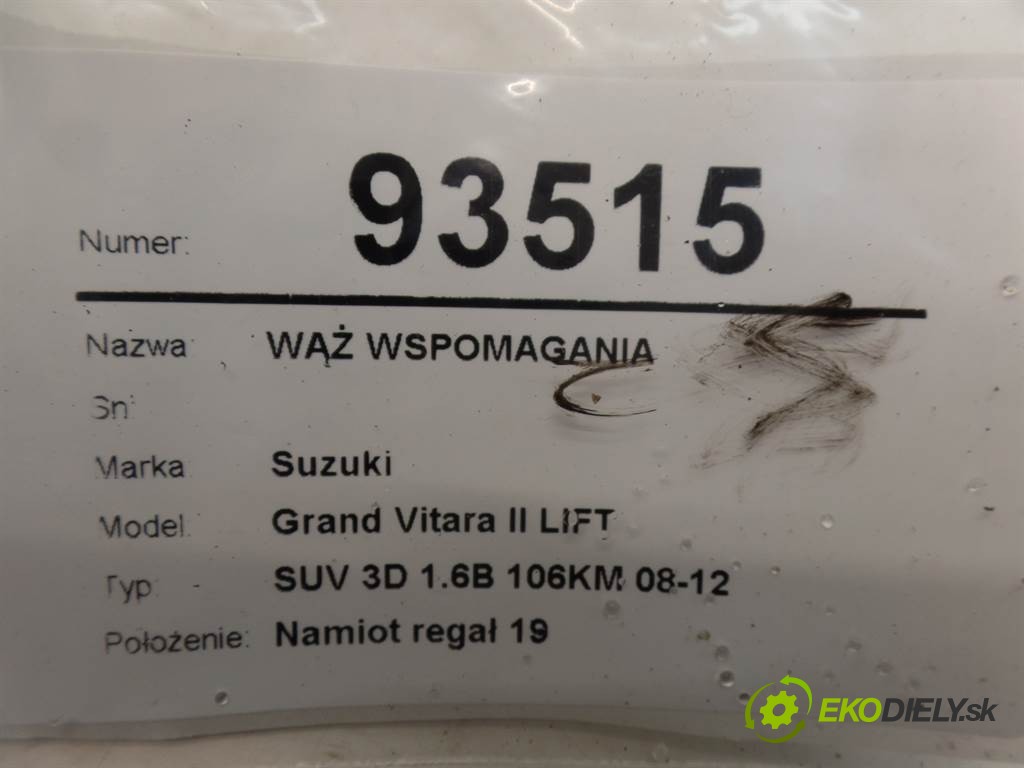 Numer: 93515
Nazwa: WĄŻ WSPOMAGANIA
Sn:
Marka: Suzuki
Model: Grand Vitara II LIFT
Typ: SUV 3D 1.6B 106KM 08-12
Położenie: Namiot regał 19
EKODIELY.sk